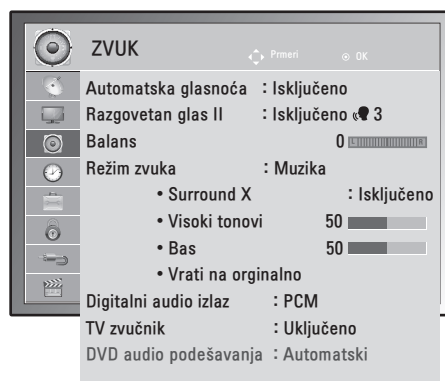 ZVUK Prmeri OK
Automatska glasnoća : Isključeno
Razgovetan glas II : Isključeno 3
Balans 0 L R
Režim zvuka : Muzika
• Surround X : Isključeno
• Visoki tonovi 50
• Bas 50
• Vrati na orginalno
Digitalni audio izlaz : PCM
TV zvučnik : Uključeno
DVD audio podešavanja : Automatski